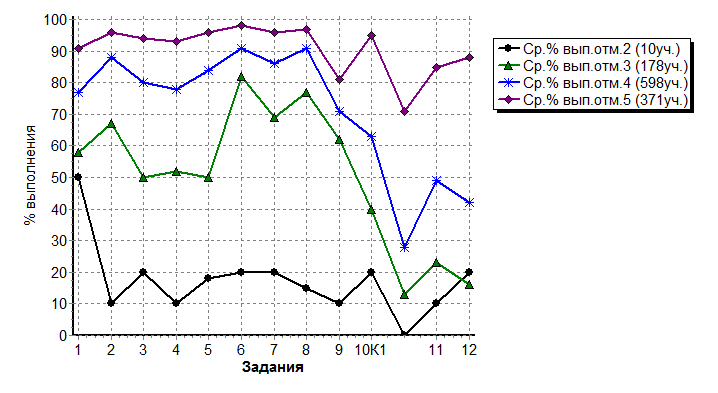 100
90
80
70
60
50
40
30
20
10
0
% выполнения
1 2 3 4 5 6 7 8 9 10К1 11 12
Задания
Ср.% вып.отм.2 (10уч.)
Ср.% вып.отм.3 (178уч.)
Ср.% вып.отм.4 (598уч.)
Ср.% вып.отм.5 (371уч.)